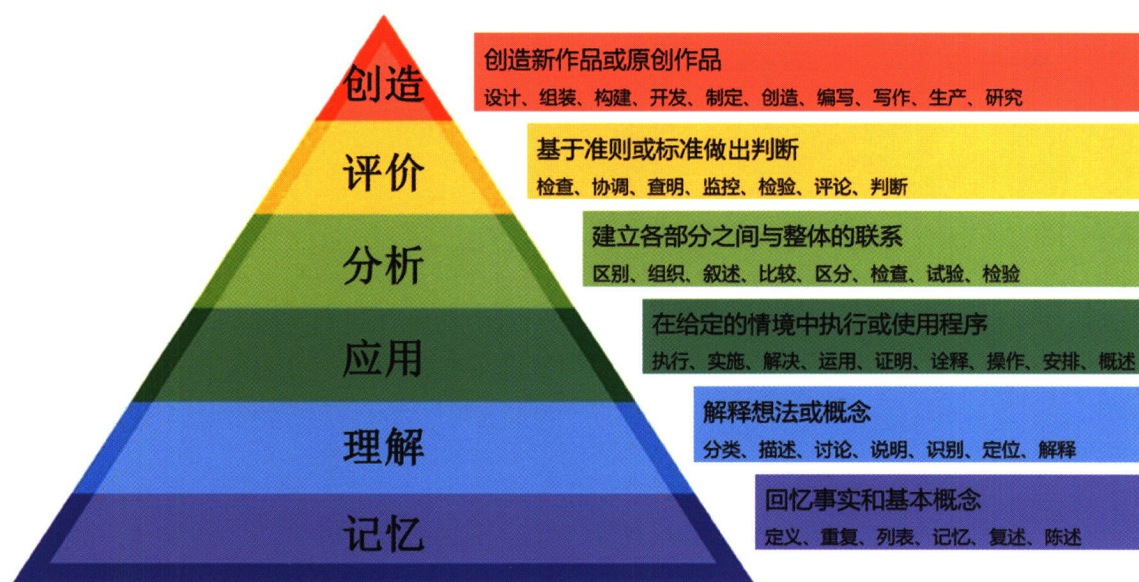 创造
创造新作品或原创作品
设计、组装、构建、开发、制定、创造、编写、写作、生产、研究
评价
基于准则或标准做出判断
检查、协调、查明、监控、检验、评论、判断
分析
建立各部分之间与整体的联系
区别、组织、叙述、比较、区分、检查、试验、检验
应用
在给定的情境中执行或使用程序
执行、实施、解决、运用、证明、诠释、操作、安排、概述
理解
解释想法或概念
分类、描述、讨论、说明、识别、定位、解释
记忆
回忆事实和基本概念
定义、重复、列表、记忆、复述、陈述